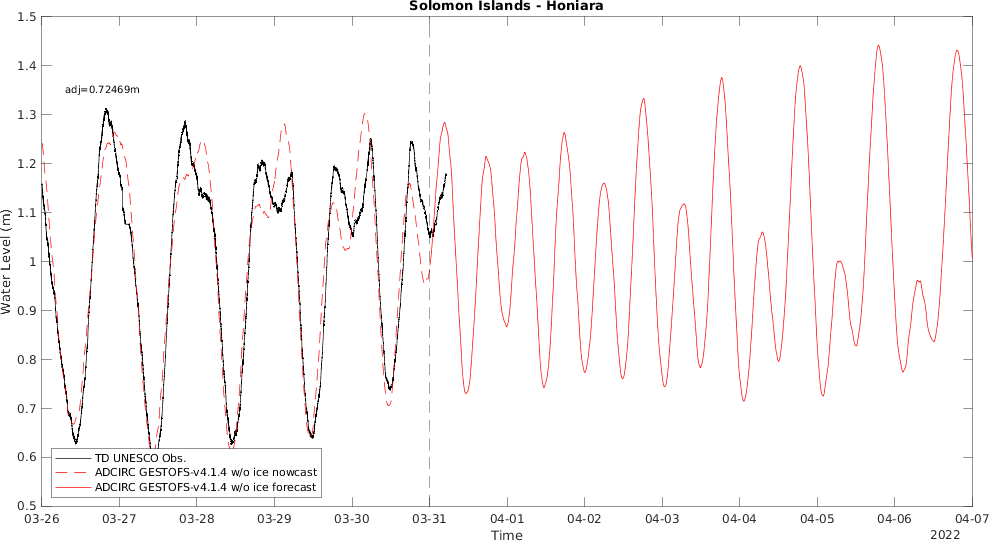 Solomon Islands - Honiara
1.5
1.4
1.3
1.2
1.1
1
0.9
0.8
0.7
0.6
0.5
Water Level (m)
adj=0.72469m
TD UNESCO Obs.
ADCIRC GESTOFS-v4.1.4 w/o ice nowcast
ADCIRC GESTOFS-v4.1.4 w/o ice forecast
03-26 03-27 03-28 03-29 03-30 03-31 04-01 04-02 04-03 04-04 04-05 04-06 04-07
Time
2022